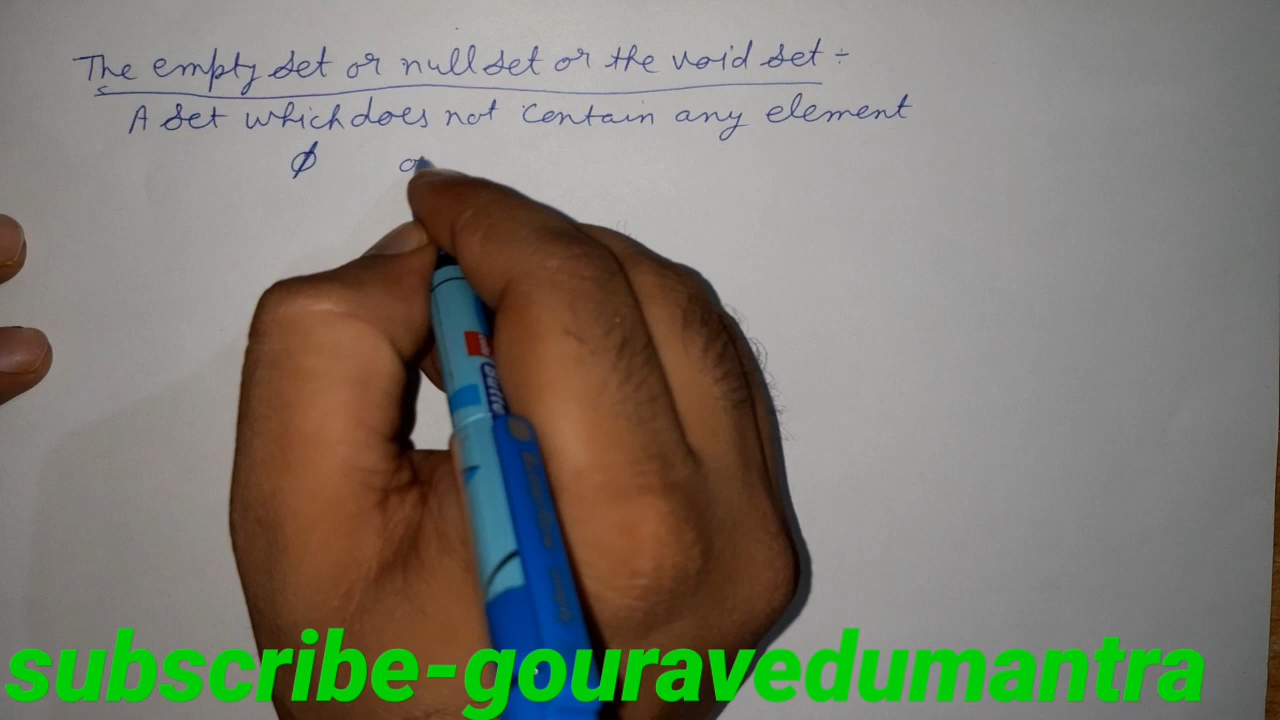 The empty set or null set or the void set ÷
A set which does not contain any element
ϕ or
subscribe-gouravedumantra